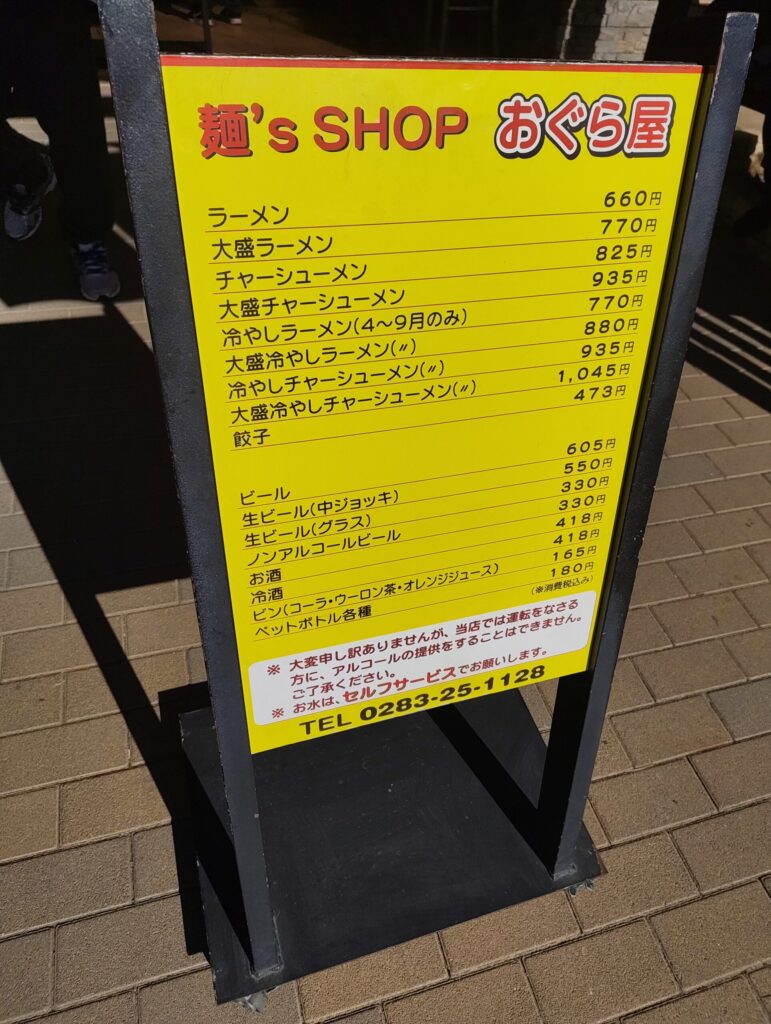 麺's SHOP おぐら屋
ラーメン 660円
大盛ラーメン 770円
チャーシューメン 825円
大盛チャーシューメン 935円
冷やしラーメン(4〜9月のみ) 770円
大盛冷やしラーメン(〃) 880円
冷やしチャーシューメン(〃) 935円
大盛冷やしチャーシューメン(〃) 1,045円
餃子 473円
ビール 605円
生ビール(中ジョッキ) 550円
生ビール(グラス) 330円
ノンアルコールビール 330円
お酒 418円
冷酒 418円
ビン(コーラ・ウーロン茶・オレンジジュース) 165円
ペットボトル各種 180円
(※消費税込み)
※ 大変申し訳ありませんが、当店では運転をなさる
方に、アルコールの提供をすることはできません。
ご了承ください。
※ お水は、セルフサービスでお願いします。
TEL 0283-25-1128